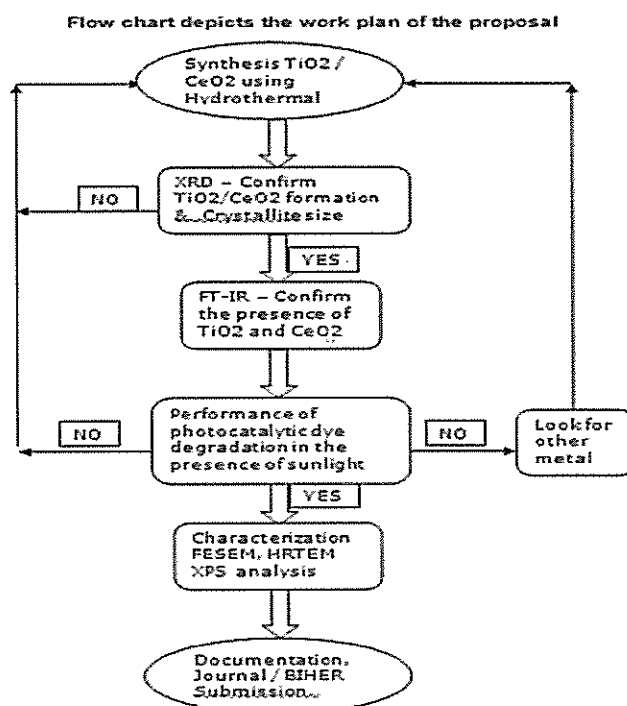 Flow chart depicts the work plan of the proposal
Synthesis TiO2 /
CeO2 using
Hydrothermal
XRD – Confirm
TiO2/CeO2 formation
& Crystallite size
NO
YES
FT-IR – Confirm
the presence of
TiO2 and CeO2
Performance of
photocatalytic dye
degradation in the
presence of sunlight
NO
NO
Look for
other
metal
YES
Characterization
FESEM, HRTEM
XPS analysis
Documentation,
Journal / BIHER
Submission..